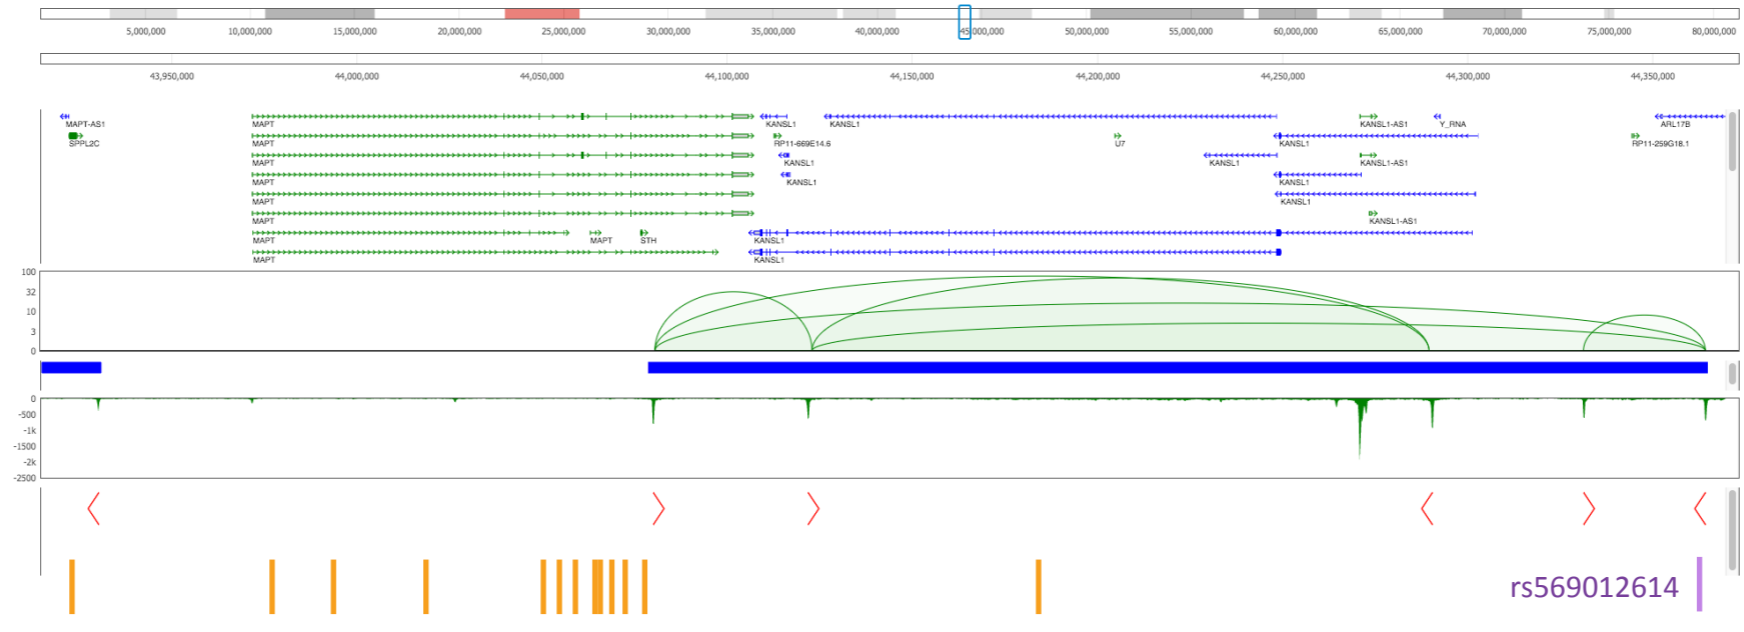 5,000,000 10,000,000 15,000,000 20,000,000 25,000,000 30,000,000 35,000,000 40,000,000 45,000,000 50,000,000 55,000,000 60,000,000 65,000,000 70,000,000 75,000,000 80,000,000
43,950,000 44,000,000 44,050,000 44,100,000 44,150,000 44,200,000 44,250,000 44,300,000 44,350,000
MAPT-AS1 MAPT KANSL1 KANSL1 KANSL1-AS1 Y_RNA ARL17B
SPPL2C MAPT RP11-669E14.6 U7 KANSL1 RP11-259G18.1
MAPT KANSL1 KANSL1 KANSL1-AS1
MAPT KANSL1 KANSL1
MAPT KANSL1
MAPT KANSL1-AS1
MAPT MAPT STH KANSL1
MAPT KANSL1
100
32
10
3
0
0
-500
-1k
-1500
-2k
-2500
rs569012614